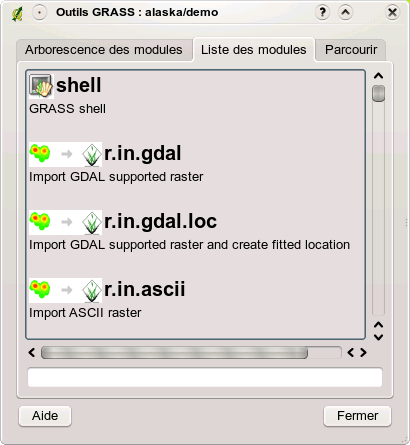 Outils GRASS : alaska/demo
Arborescence des modules
Liste des modules
Parcourir
shell
GRASS shell
r.in.gdal
Import GDAL supported raster
r.in.gdal.loc
Import GDAL supported raster and create fitted location
r.in.ascii
Import ASCII raster
Aide
Fermer